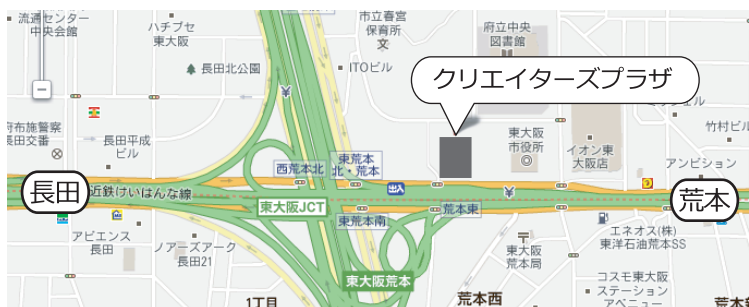 流通センター
中央会館
ハチプセ
東大阪
市立春宮
保育所
府立中央
図書館
長田北公園
ITOビル
クリエイターズプラザ
府布施警察
長田交番
長田平成
ビル
東大阪
市役所
イオン東
大阪店
竹村ビル
アンビション
西荒本北
東荒本
北・荒本
長田
近鉄けいはんな線
出入
荒本
東大阪JCT
東荒本南
荒本東
アビエンス
長田
ノアーズアーク
長田21
東大阪
荒本局
エネオス(株)
東洋石油荒本SS
東大阪荒本
コスモ東大阪
ステーション
アベニュー
1丁目
荒本西